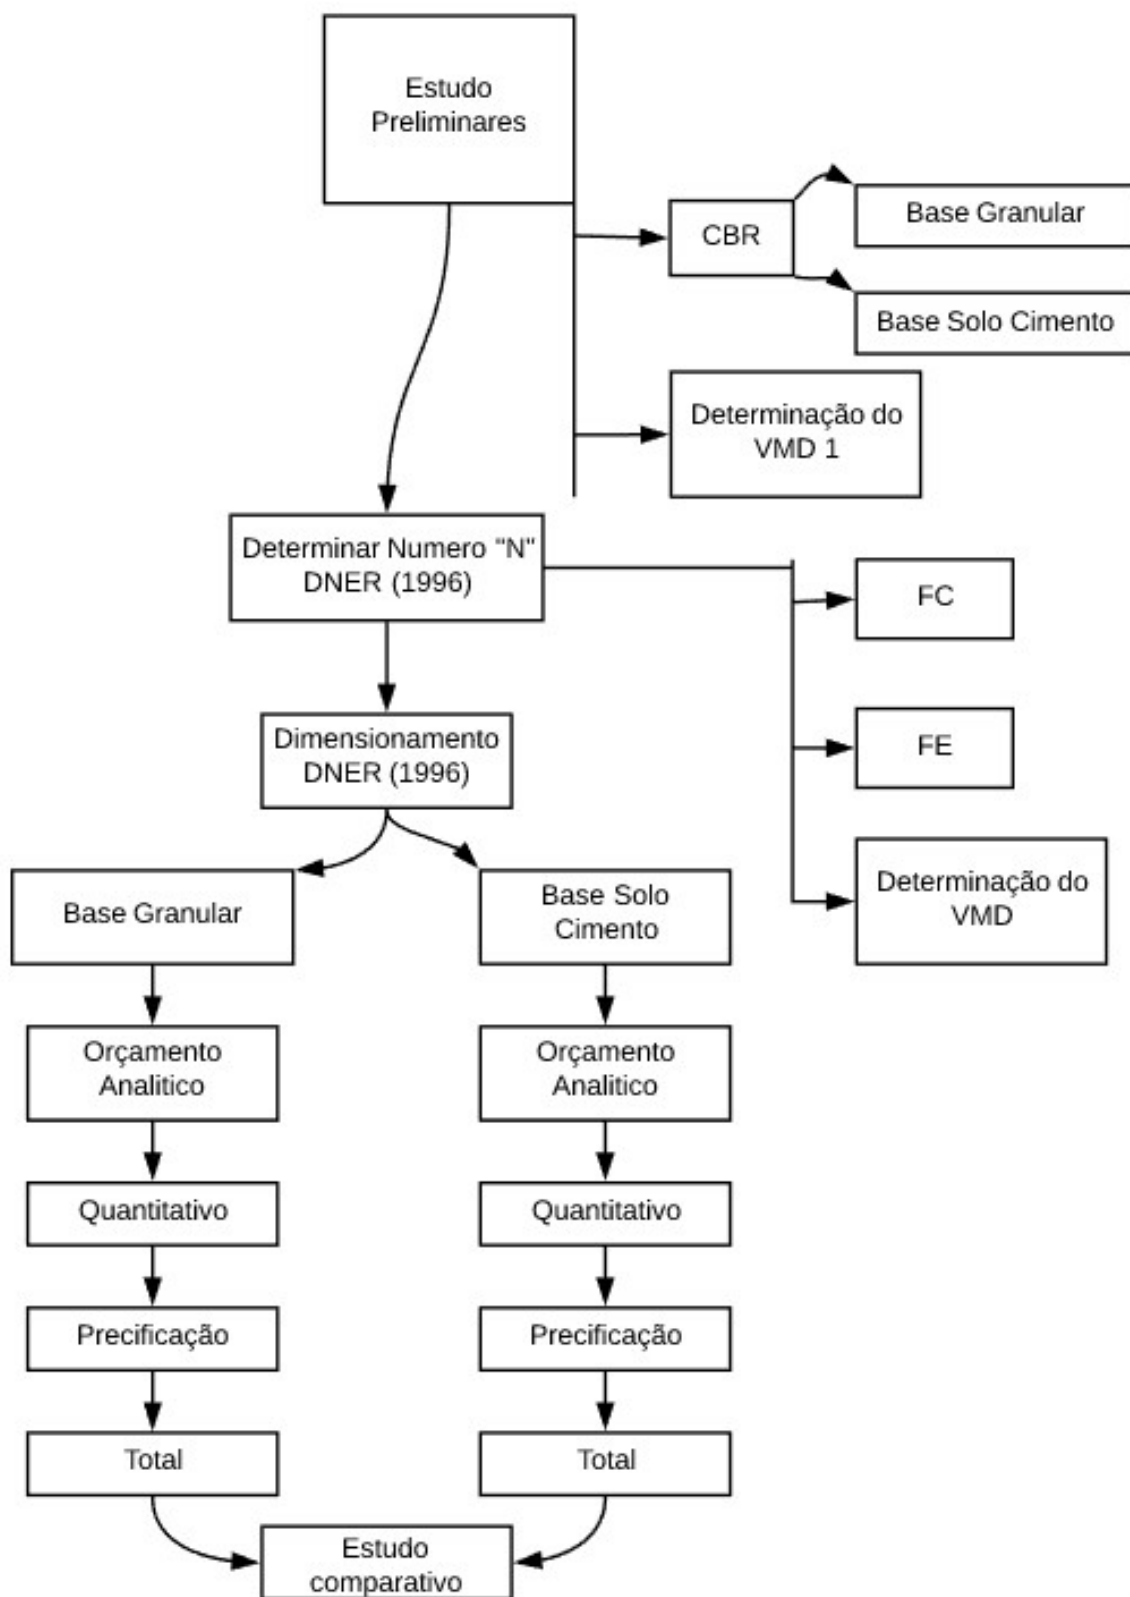 Estudo
Preliminares
CBR
Base Granular
Base Solo Cimento
Determinação do
VMD 1
Determinar Numero "N"
DNER (1996)
FC
FE
Determinação do
VMD
Dimensionamento
DNER (1996)
Base Granular
Base Solo
Cimento
Orçamento
Analitico
Orçamento
Analitico
Quantitativo
Quantitativo
Precificação
Precificação
Total
Total
Estudo
comparativo